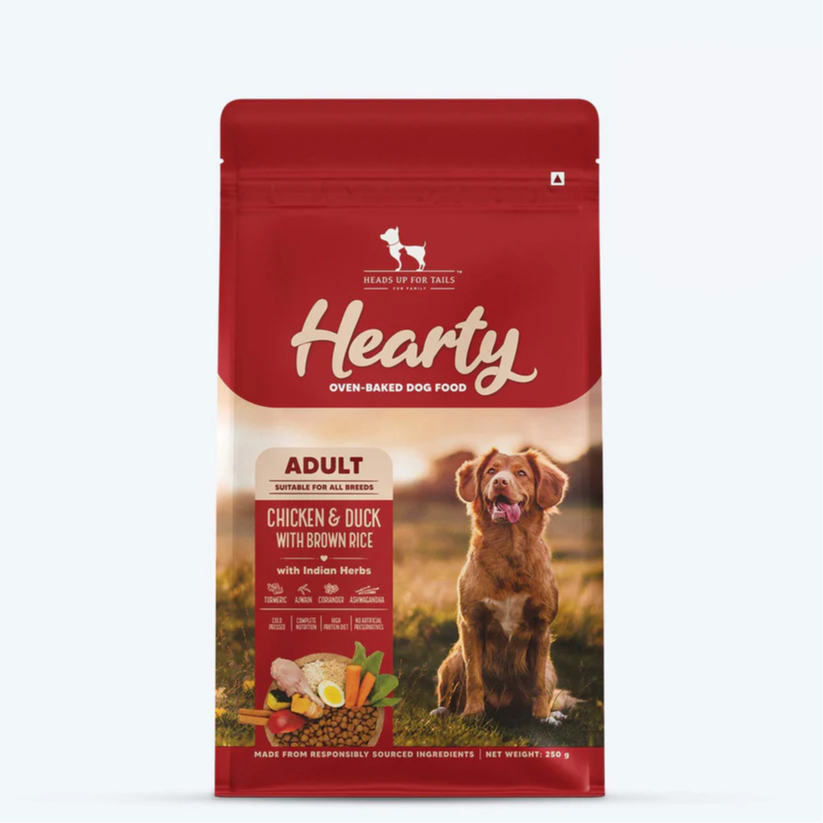 HEADS UP FOR TAILS™
FOR FAMILY
Hearty
OVEN-BAKED DOG FOOD
ADULT
SUITABLE FOR ALL BREEDS
CHICKEN & DUCK
WITH BROWN RICE
with Indian Herbs
TURMERIC AJWAIN CORIANDER ASHWAGANDHA
COLD PRESSED
COMPLETE NUTRITION
HIGH PROTEIN DIET
NO ARTIFICIAL PRESERVATIVES
MADE FROM RESPONSIBLY SOURCED INGREDIENTS | NET WEIGHT: 250 g